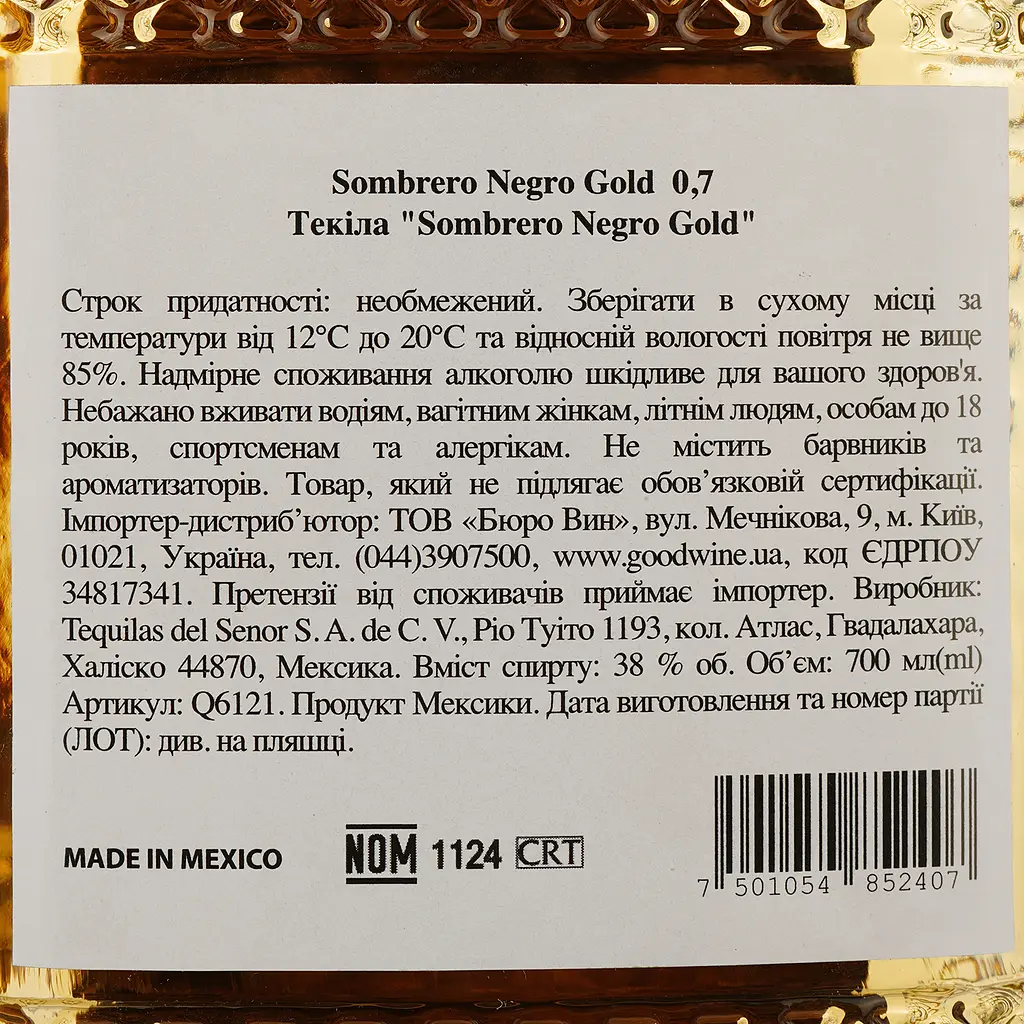 Sombrero Negro Gold 0,7
Текіла "Sombrero Negro Gold"
Строк придатності: необмежений. Зберігати в сухому місці за
температури від 12°C до 20°C та відносній вологості повітря не вище
85%. Надмірне споживання алкоголю шкідливе для вашого здоров'я.
Небажано вживати водіям, вагітним жінкам, літнім людям, особам до 18
років, спортсменам та алергікам. Не містить барвників та
ароматизаторів. Товар, який не підлягає обов’язковій сертифікації.
Імпортер-дистриб’ютор: ТОВ «Бюро Вин», вул. Мечнікова, 9, м. Київ,
01021, Україна, тел. (044)3907500, www.goodwine.ua, код ЄДРПОУ
34817341. Претензії від споживачів приймає імпортер. Виробник:
Tequilas del Senor S. A. de C. V., Ріо Туіто 1193, кол. Атлас, Гвадалахара,
Халіско 44870, Мексика. Вміст спирту: 38 % об. Об’єм: 700 мл(ml)
Артикул: Q6121. Продукт Мексики. Дата виготовлення та номер партії
(ЛОТ): див. на пляшці.
MADE IN MEXICO NOM 1124 CRT
7 501054 852407